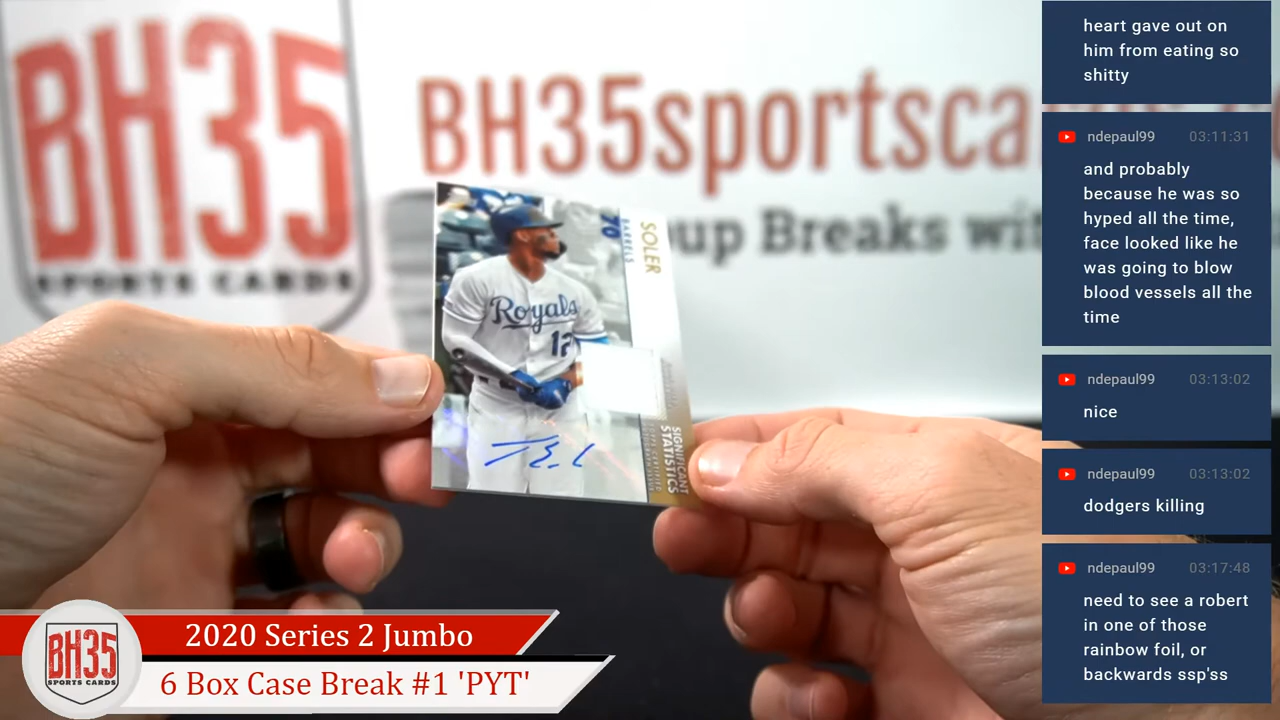 BH35
SPORTS CARDS
BH35sportsca
up Breaks wit
SOLER
70
BARRELS
Royals
12
SIGNIFICANT
STATISTICS
2020 Series 2 Jumbo
6 Box Case Break #1 'PYT'
BH35
SPORTS CARDS
heart gave out on
him from eating so
shitty
ndepaul99 03:11:31
and probably
because he was so
hyped all the time,
face looked like he
was going to blow
blood vessels all the
time
ndepaul99 03:13:02
nice
ndepaul99 03:13:02
dodgers killing
ndepaul99 03:17:48
need to see a robert
in one of those
rainbow foil, or
backwards ssp'ss